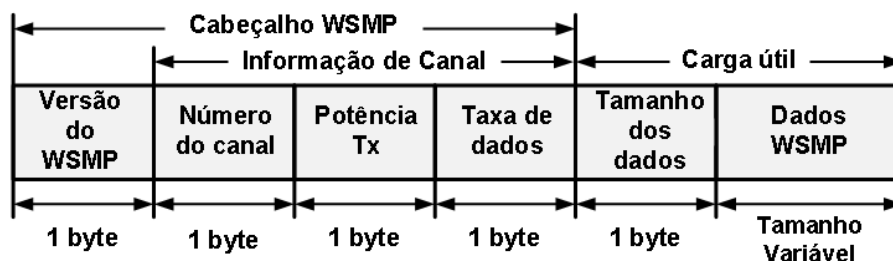 Cabeçalho WSMP
Informação de Canal
Carga útil
Versão
do
WSMP
Número
do canal
Potência
Tx
Taxa de
dados
Tamanho
dos
dados
Dados
WSMP
1 byte
1 byte
1 byte
1 byte
1 byte
Tamanho
Variável